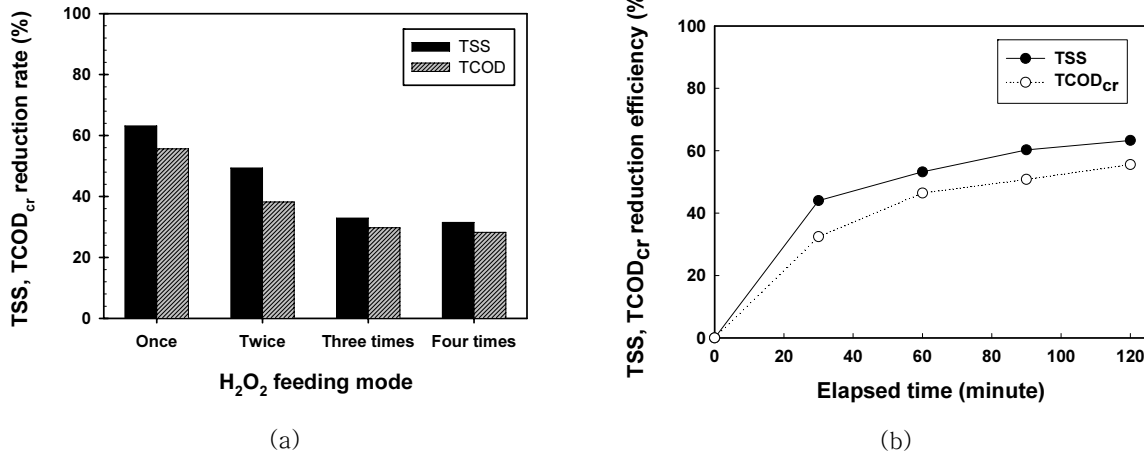 TSS, TCODcr reduction rate (%)
100
80
60
40
20
0
TSS
TCOD
Once Twice Three times Four times
H2O2 feeding mode
(a)
TSS, TCODcr reduction efficiency (%)
100
80
60
40
20
0
TSS
TCODcr
0 20 40 60 80 100 120
Elapsed time (minute)
(b)